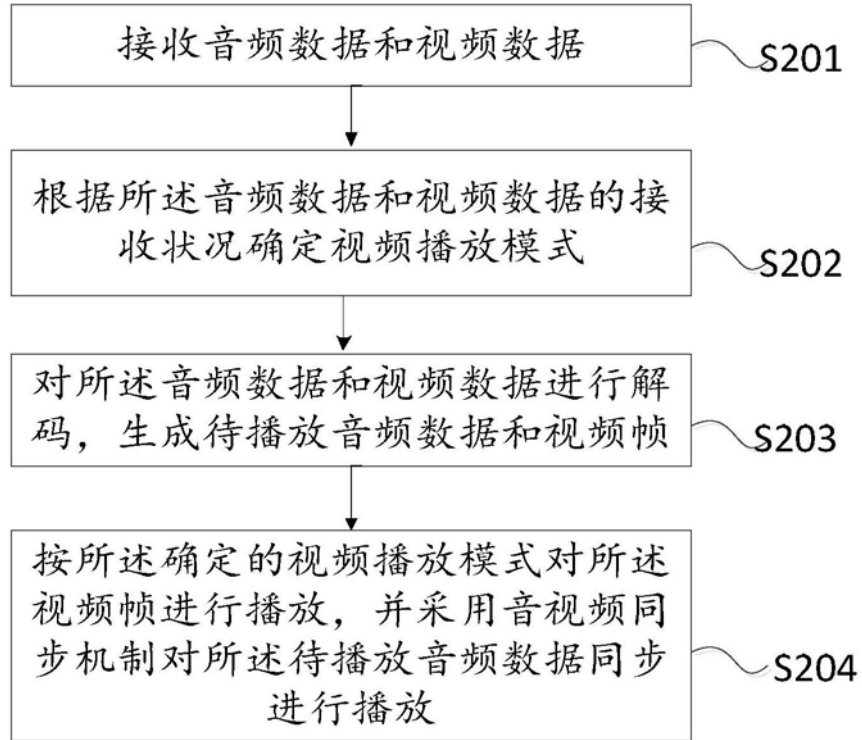 接收音频数据和视频数据
S201
根据所述音频数据和视频数据的接
收状况确定视频播放模式
S202
对所述音频数据和视频数据进行解
码，生成待播放音频数据和视频帧
S203
按所述确定的视频播放模式对所述
视频帧进行播放，并采用音视频同
步机制对所述待播放音频数据同步
进行播放
S204